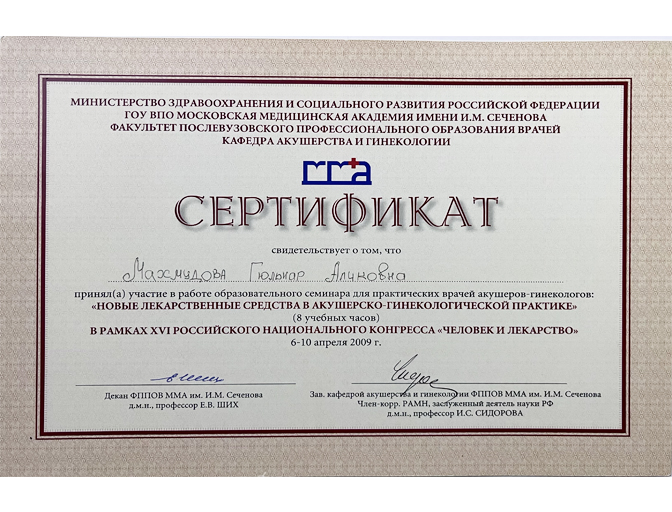 МИНИСТЕРСТВО ЗДРАВООХРАНЕНИЯ И СОЦИАЛЬНОГО РАЗВИТИЯ РОССИЙСКОЙ ФЕДЕРАЦИИ
ГОУ ВПО МОСКОВСКАЯ МЕДИЦИНСКАЯ АКАДЕМИЯ ИМЕНИ И.М. СЕЧЕНОВА
ФАКУЛЬТЕТ ПОСЛЕВУЗОВСКОГО ПРОФЕССИОНАЛЬНОГО ОБРАЗОВАНИЯ ВРАЧЕЙ
КАФЕДРА АКУШЕРСТВА И ГИНЕКОЛОГИИ
СЕРТИФИКАТ
свидетельствует о том, что
Махмудова Гюльнар Алиновна
принял(а) участие в работе образовательного семинара для практических врачей акушеров-гинекологов:
«НОВЫЕ ЛЕКАРСТВЕННЫЕ СРЕДСТВА В АКУШЕРСКО-ГИНЕКОЛОГИЧЕСКОЙ ПРАКТИКЕ»
(8 учебных часов)
В РАМКАХ XVI РОССИЙСКОГО НАЦИОНАЛЬНОГО КОНГРЕССА «ЧЕЛОВЕК И ЛЕКАРСТВО»
6-10 апреля 2009 г.
Декан ФППОВ ММА им. И.М. Сеченова
д.м.н., профессор Е.В. ШИХ
Зав. кафедрой акушерства и гинекологии ФППОВ ММА им. И.М. Сеченова
Член-корр. РАМН, заслуженный деятель науки РФ
д.м.н., профессор И.С. СИДОРОВА